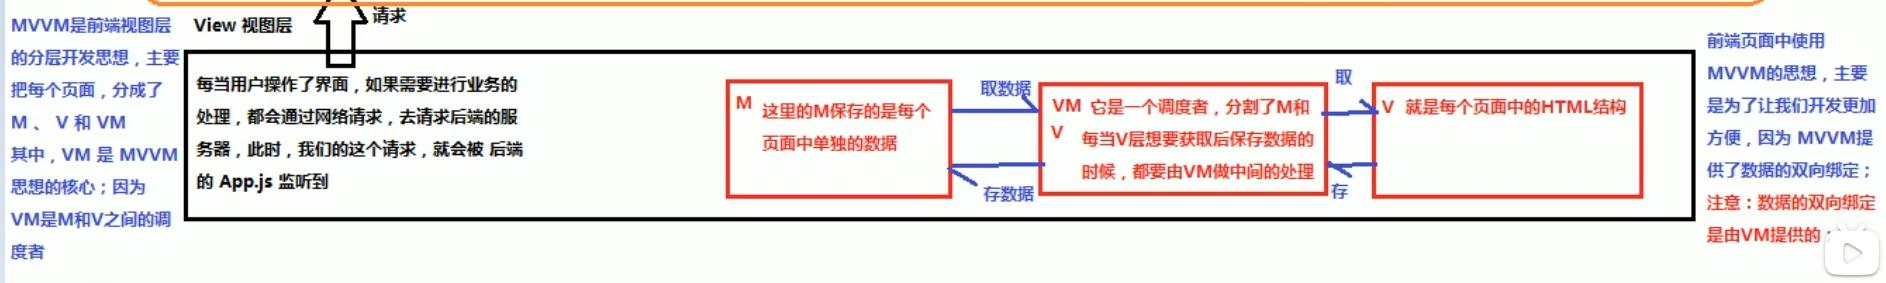 请求
MVVM是前端视图层
的分层开发思想，主要
把每个页面，分成了
M 、 V 和 VM
其中，VM 是 MVVM
思想的核心；因为
VM是M和V之间的调
度者
View 视图层
每当用户操作了界面，如果需要进行业务的
处理，都会通过网络请求，去请求后端的服
务器，此时，我们的这个请求，就会被 后端
的 App.js 监听到
M 这里的M保存的是每个
页面中单独的数据
取数据
存数据
VM 它是一个调度者，分割了M和
V 每当V层想要获取后保存数据的
时候，都要由VM做中间的处理
取
存
V 就是每个页面中的HTML结构
前端页面中使用
MVVM的思想，主要
是为了让我们开发更加
方便，因为 MVVM提
供了数据的双向绑定；
注意：数据的双向绑定
是由VM提供的；